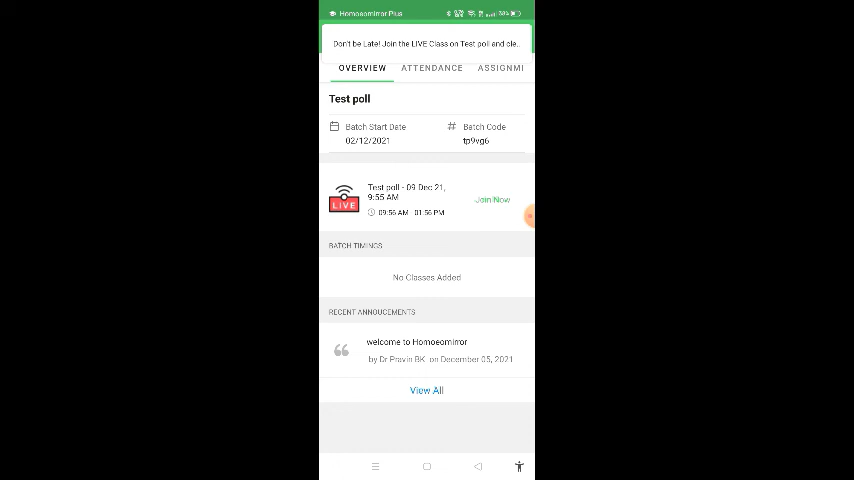 Homoeomirror Plus
38%
Don't be Late! Join the LIVE Class on Test poll and cle..
OVERVIEW ATTENDANCE ASSIGNMI
Test poll
Batch Start Date
02/12/2021
# Batch Code
tp9vg6
LIVE
Test poll - 09 Dec 21,
9:55 AM
09:56 AM - 01:56 PM
Join Now
BATCH TIMINGS
No Classes Added
RECENT ANNOUCEMENTS
welcome to Homoeomirror
by Dr Pravin BK on December 05, 2021
View All